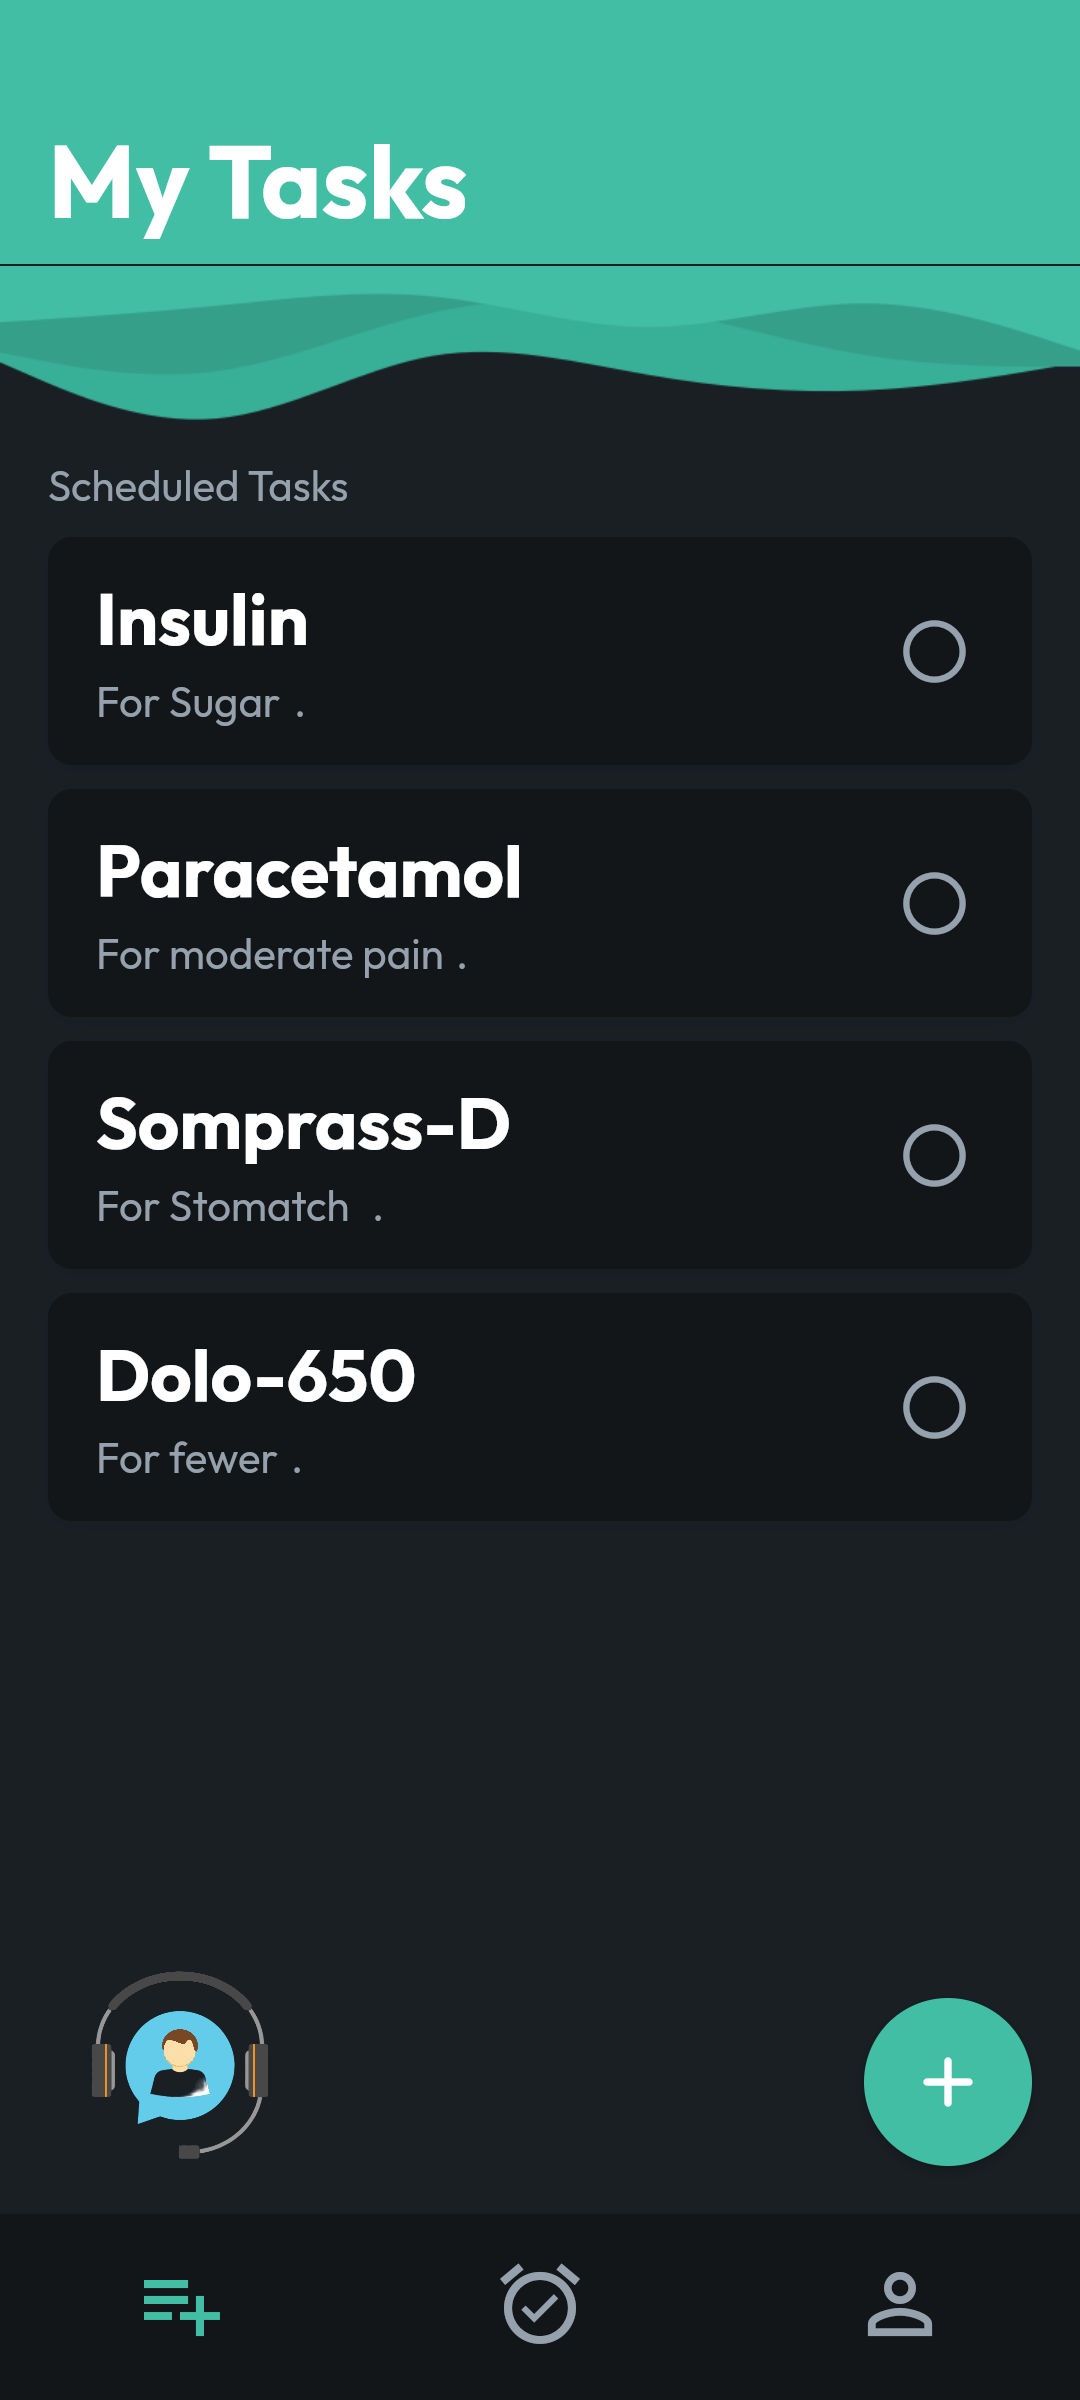 My Tasks
Scheduled Tasks
Insulin
For Sugar .
Paracetamol
For moderate pain .
Somprass-D
For Stomatch .
Dolo-650
For fewer .